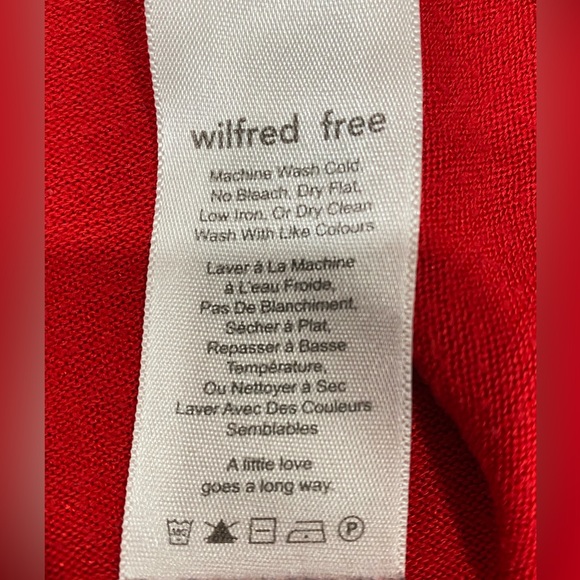 wilfred free
Machine Wash Cold
No Bleach, Dry Flat,
Low Iron, Or Dry Clean
Wash With Like Colours
Laver á La Machine
á L'eau Froide,
Pas De Blanchiment,
Sécher á Plat,
Repasser á Basse
Température,
Ou Nettoyer á Sec
Laver Avec Des Couleurs
Semblables
A little love
goes a long way.
P